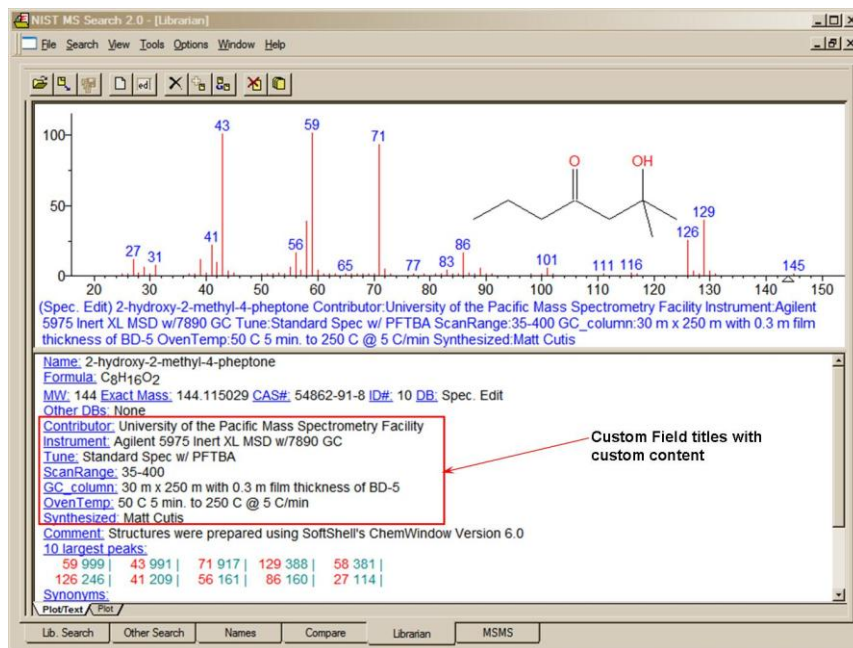 NIST MS Search 2.0 - [Librarian]
File Search View Tools Options Window Help
100
50
0
43
59
71
27
31
41
56
65
77
83
86
101
111
116
126
129
145
O
OH
20 30 40 50 60 70 80 90 100 110 120 130 140 150
(Spec. Edit) 2-hydroxy-2-methyl-4-pheptone Contributor:University of the Pacific Mass Spectrometry Facility Instrument:Agilent
5975 Inert XL MSD w/7890 GC Tune:Standard Spec w/ PFTBA ScanRange:35-400 GC_column:30 m x 250 m with 0.3 m film
thickness of BD-5 OvenTemp:50 C 5 min. to 250 C @ 5 C/min Synthesized:Matt Cutis
Name: 2-hydroxy-2-methyl-4-pheptone
Formula: C8H16O2
MW: 144 Exact Mass: 144.115029 CAS#: 54862-91-8 ID#: 10 DB: Spec. Edit
Other DBs: None
Contributor: University of the Pacific Mass Spectrometry Facility
Instrument: Agilent 5975 Inert XL MSD w/7890 GC
Tune: Standard Spec w/ PFTBA
ScanRange: 35-400
GC_column: 30 m x 250 m with 0.3 m film thickness of BD-5
OvenTemp: 50 C 5 min. to 250 C @ 5 C/min
Synthesized: Matt Cutis
Custom Field titles with
custom content
Comment: Structures were prepared using SoftShell's ChemWindow Version 6.0
10 largest peaks:
59 999 | 43 991 | 71 917 | 129 388 | 58 381 |
126 246 | 41 209 | 56 161 | 86 160 | 27 114 |
Synonyms:
Plot/Text Plot
Lib. Search Other Search Names Compare Librarian MSMS